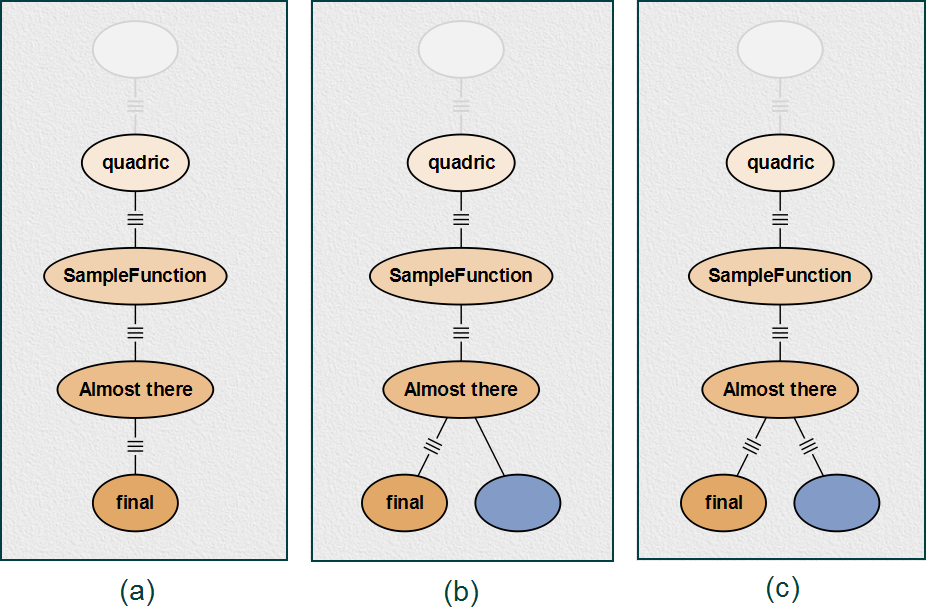 quadric
SampleFunction
Almost there
final
(a)
quadric
SampleFunction
Almost there
final
(b)
quadric
SampleFunction
Almost there
final
(c)